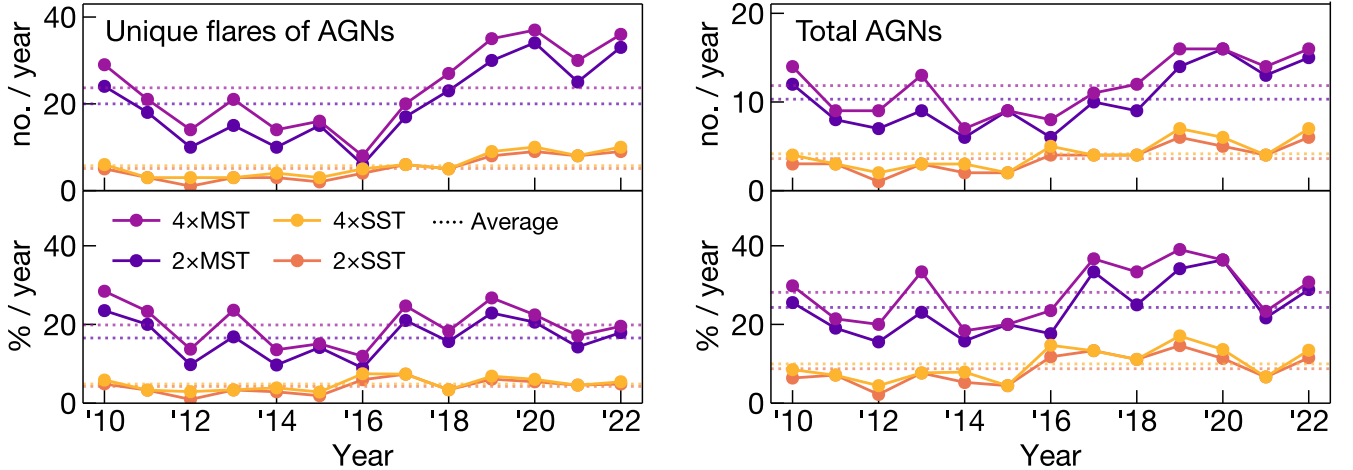 Unique flares of AGNs
no. / year
40
20
0
4×MST
4×SST
Average
2×MST
2×SST
% / year
40
20
0
'10
'12
'14
'16
'18
'20
'22
Year
Total AGNs
no. / year
20
10
0
% / year
40
20
0
'10
'12
'14
'16
'18
'20
'22
Year